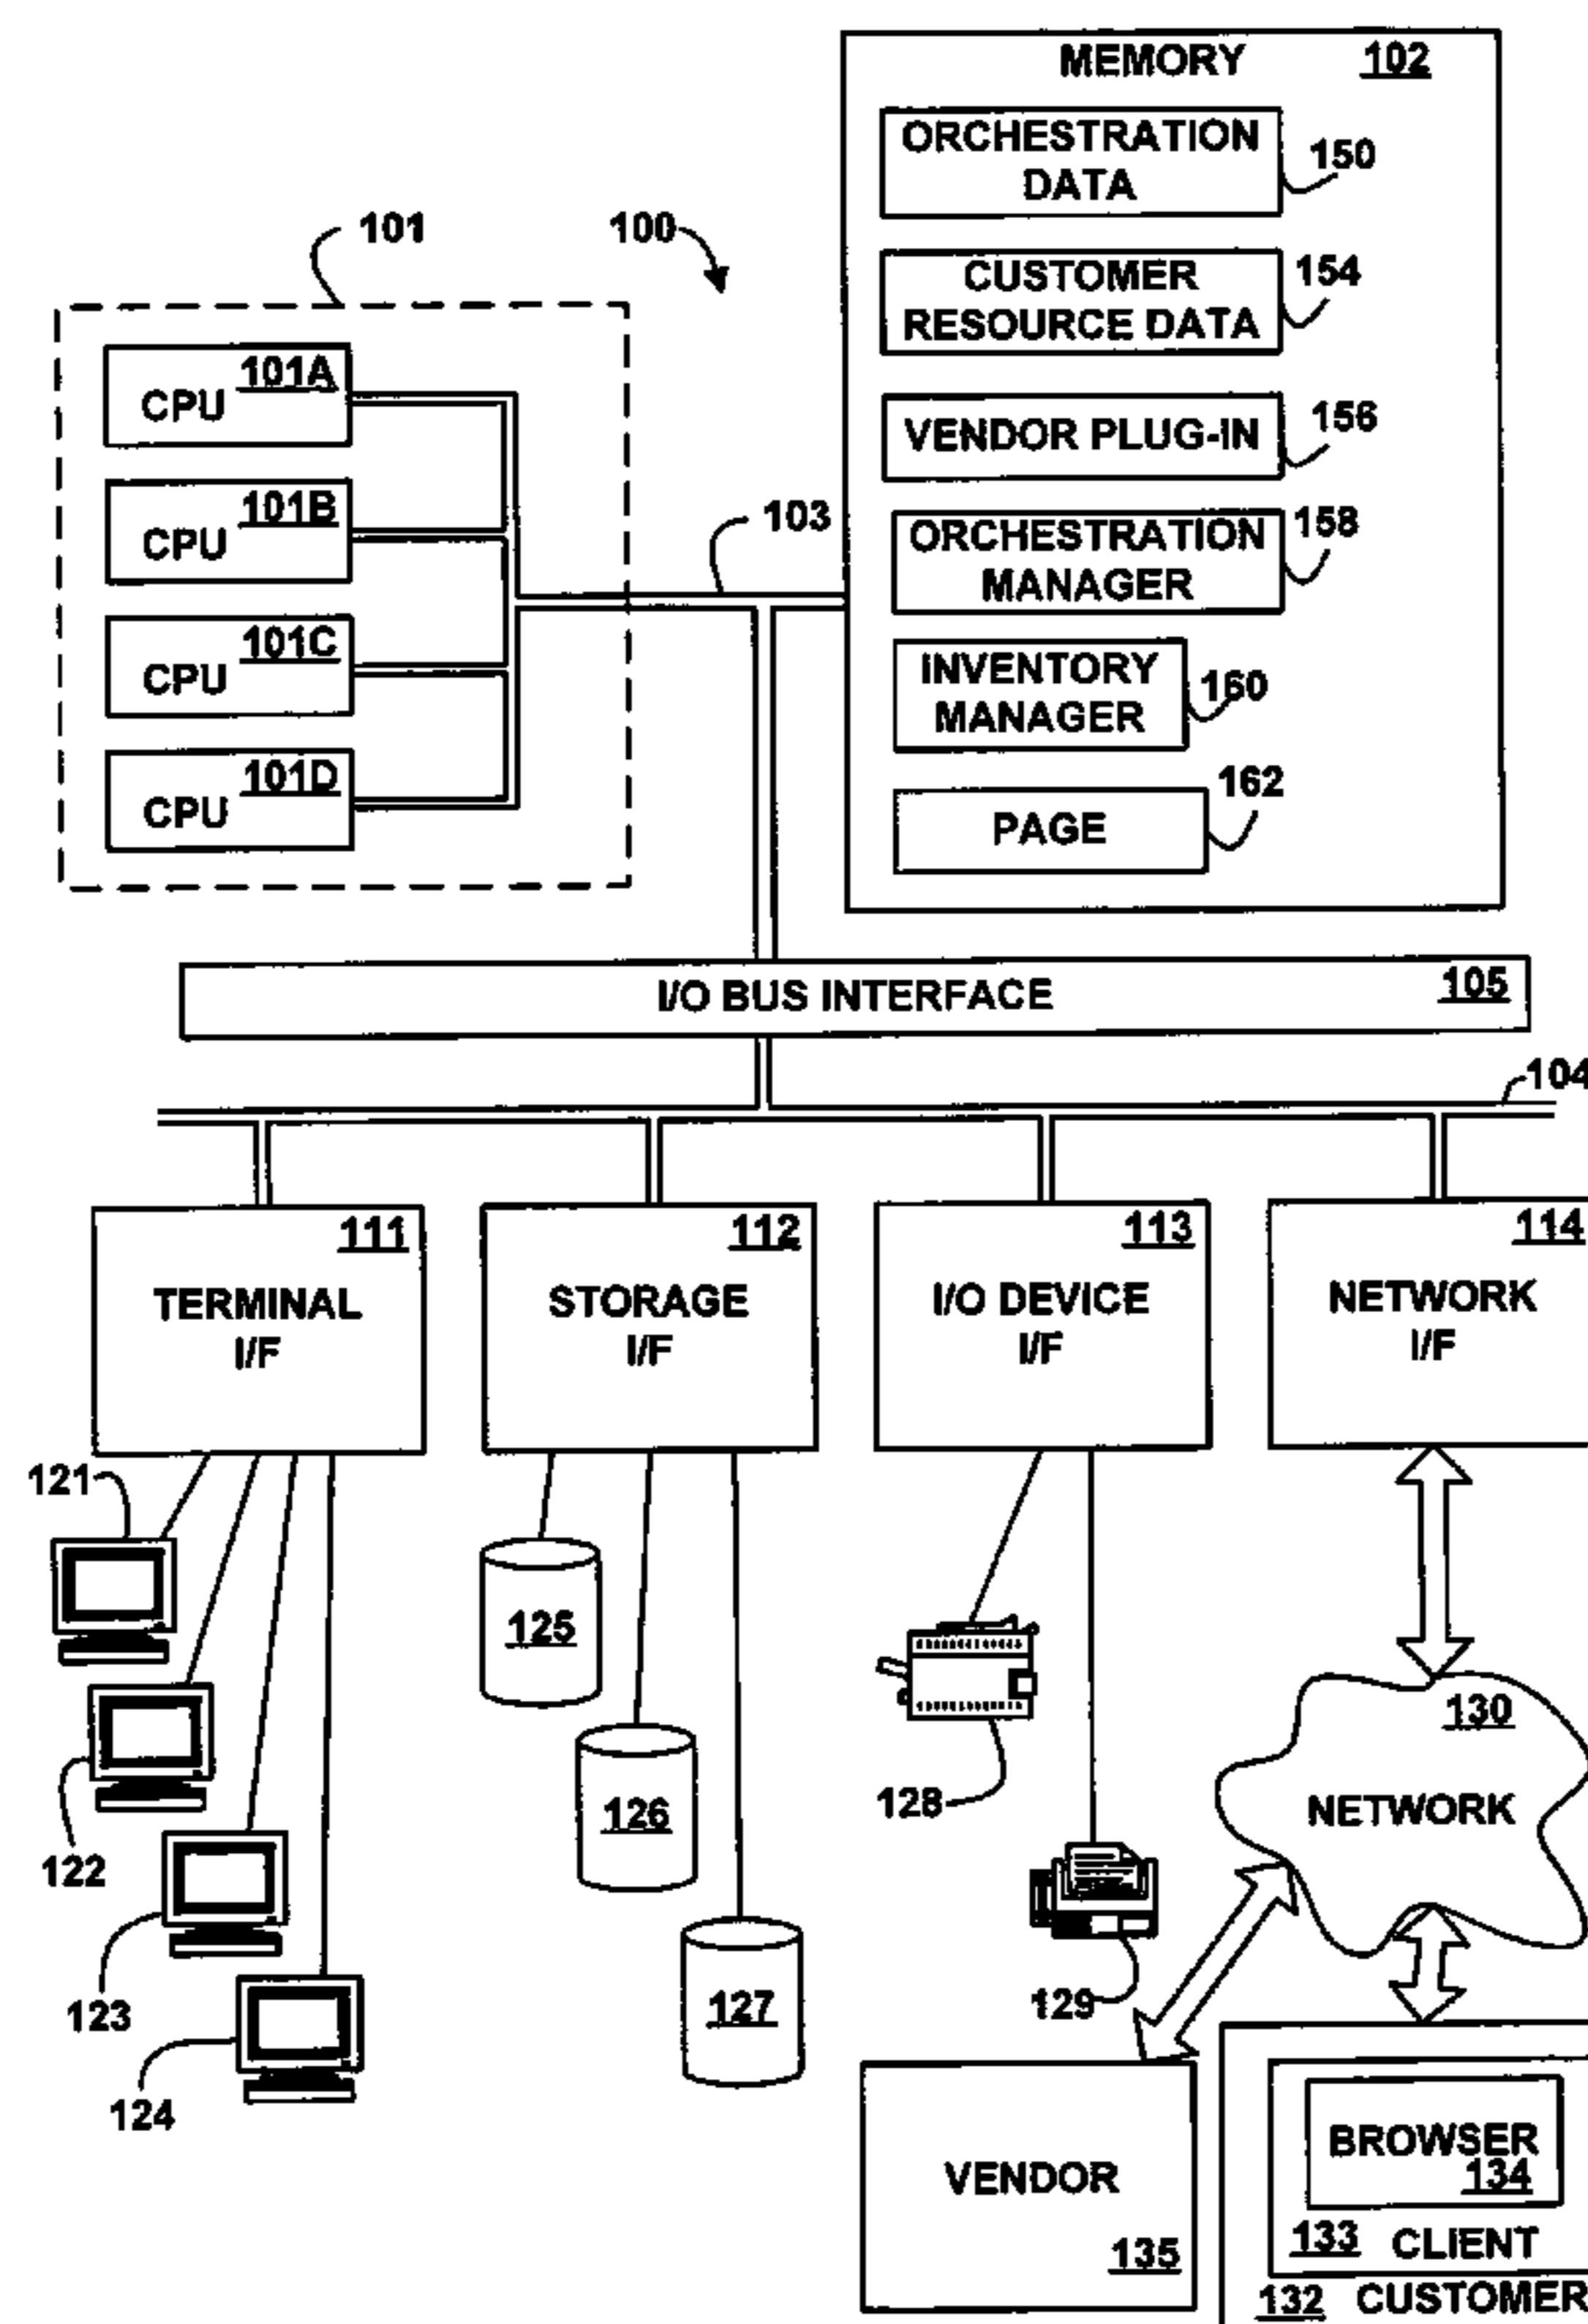 MEMORY 102
ORCHESTRATION
DATA
150
CUSTOMER
RESOURCE DATA
154
VENDOR PLUG-IN
156
ORCHESTRATION
MANAGER
158
INVENTORY
MANAGER
160
PAGE
162
101
100
101A
CPU
101B
CPU
101C
CPU
101D
CPU
103
I/O BUS INTERFACE 105
104
111
TERMINAL
I/F
112
STORAGE
I/F
113
I/O DEVICE
I/F
114
NETWORK
I/F
121
122
123
124
125
126
127
128
129
130
NETWORK
VENDOR
135
BROWSER
134
133 CLIENT
132 CUSTOMER